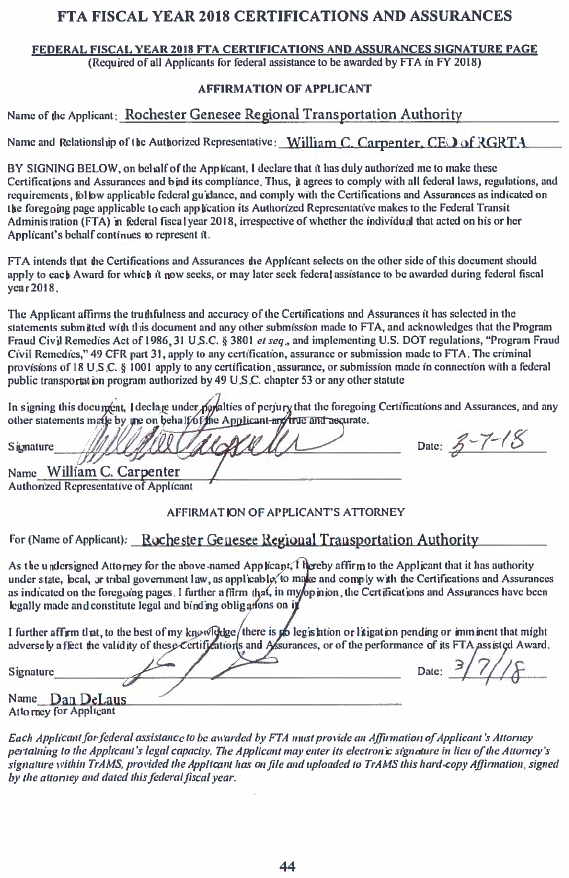 FTA FISCAL YEAR 2018 CERTIFICATIONS AND ASSURANCES
FEDERAL FISCAL YEAR 2018 FTA CERTIFICATIONS AND ASSURANCES SIGNATURE PAGE
(Required of all Applicants for federal assistance to be awarded by FTA in FY 2018)
AFFIRMATION OF APPLICANT
Name of the Applicant: Rochester Genesee Regional Transportation Authority
Name and Relationship of the Authorized Representative: William C. Carpenter, CEO of RGRTA
BY SIGNING BELOW, on behalf of the Applicant, I declare that it has duly authorized me to make these
Certifications and Assurances and bind its compliance. Thus, it agrees to comply with all federal laws, regulations, and
requirements, follow applicable federal guidance, and comply with the Certifications and Assurances as indicated on
the foregoing page applicable to each application its Authorized Representative makes to the Federal Transit
Administration (FTA) in federal fiscal year 2018, irrespective of whether the individual that acted on his or her
Applicant's behalf continues to represent it.
FTA intends that the Certifications and Assurances the Applicant selects on the other side of this document should
apply to each Award for which it now seeks, or may later seek federal assistance to be awarded during federal fiscal
year 2018.
The Applicant affirms the truthfulness and accuracy of the Certifications and Assurances it has selected in the
statements submitted with this document and any other submission made to FTA, and acknowledges that the Program
Fraud Civil Remedies Act of 1986, 31 U.S.C. § 3801 et seq., and implementing U.S. DOT regulations, "Program Fraud
Civil Remedies," 49 CFR part 31, apply to any certification, assurance or submission made to FTA. The criminal
provisions of 18 U.S.C. § 1001 apply to any certification, assurance, or submission made in connection with a federal
public transportation program authorized by 49 U.S.C. chapter 53 or any other statute
In signing this document, I declare under penalties of perjury that the foregoing Certifications and Assurances, and any
other statements made by me on behalf of the Applicant are true and accurate.
Signature Date: 3-7-18
Name William C. Carpenter
Authorized Representative of Applicant
AFFIRMATION OF APPLICANT'S ATTORNEY
For (Name of Applicant): Rochester Genesee Regional Transportation Authority
As the undersigned Attorney for the above-named Applicant, I hereby affirm to the Applicant that it has authority
under state, local, or tribal government law, as applicable, to make and comply with the Certifications and Assurances
as indicated on the foregoing pages. I further affirm that, in my opinion, the Certifications and Assurances have been
legally made and constitute legal and binding obligations on it.
I further affirm that, to the best of my knowledge, there is no legislation or litigation pending or imminent that might
adversely affect the validity of these Certifications and Assurances, or of the performance of its FTA assisted Award.
Signature Date: 3/7/18
Name Dan DeLaus
Attorney for Applicant
Each Applicant for federal assistance to be awarded by FTA must provide an Affirmation of Applicant's Attorney
pertaining to the Applicant's legal capacity. The Applicant may enter its electronic signature in lieu of the Attorney's
signature within TrAMS, provided the Applicant has on file and uploaded to TrAMS this hard-copy Affirmation, signed
by the attorney and dated this federal fiscal year.
44